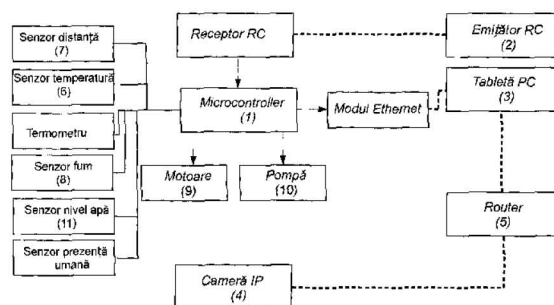 Senzor distanță
(7)
Senzor temperatură
(6)
Termometru
Senzor fum
(8)
Senzor nivel apă
(11)
Senzor prezență
umană
Receptor RC
Microcontroller
(1)
Motoare
(9)
Pompă
(10)
Cameră IP
(4)
Modul Ethernet
Emițător RC
(2)
Tabletă PC
(3)
Router
(5)